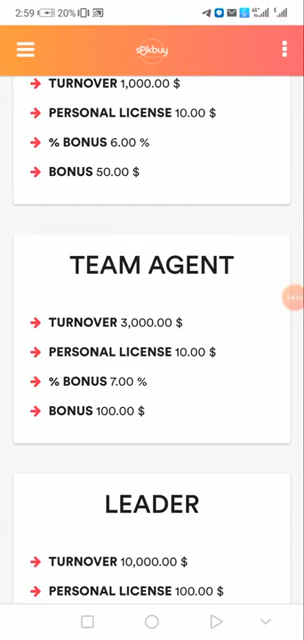 2:59 20%
spikbuy
TURNOVER 1,000.00 $
PERSONAL LICENSE 10.00 $
% BONUS 6.00 %
BONUS 50.00 $
TEAM AGENT
TURNOVER 3,000.00 $
PERSONAL LICENSE 10.00 $
% BONUS 7.00 %
BONUS 100.00 $
LEADER
TURNOVER 10,000.00 $
PERSONAL LICENSE 100.00 $